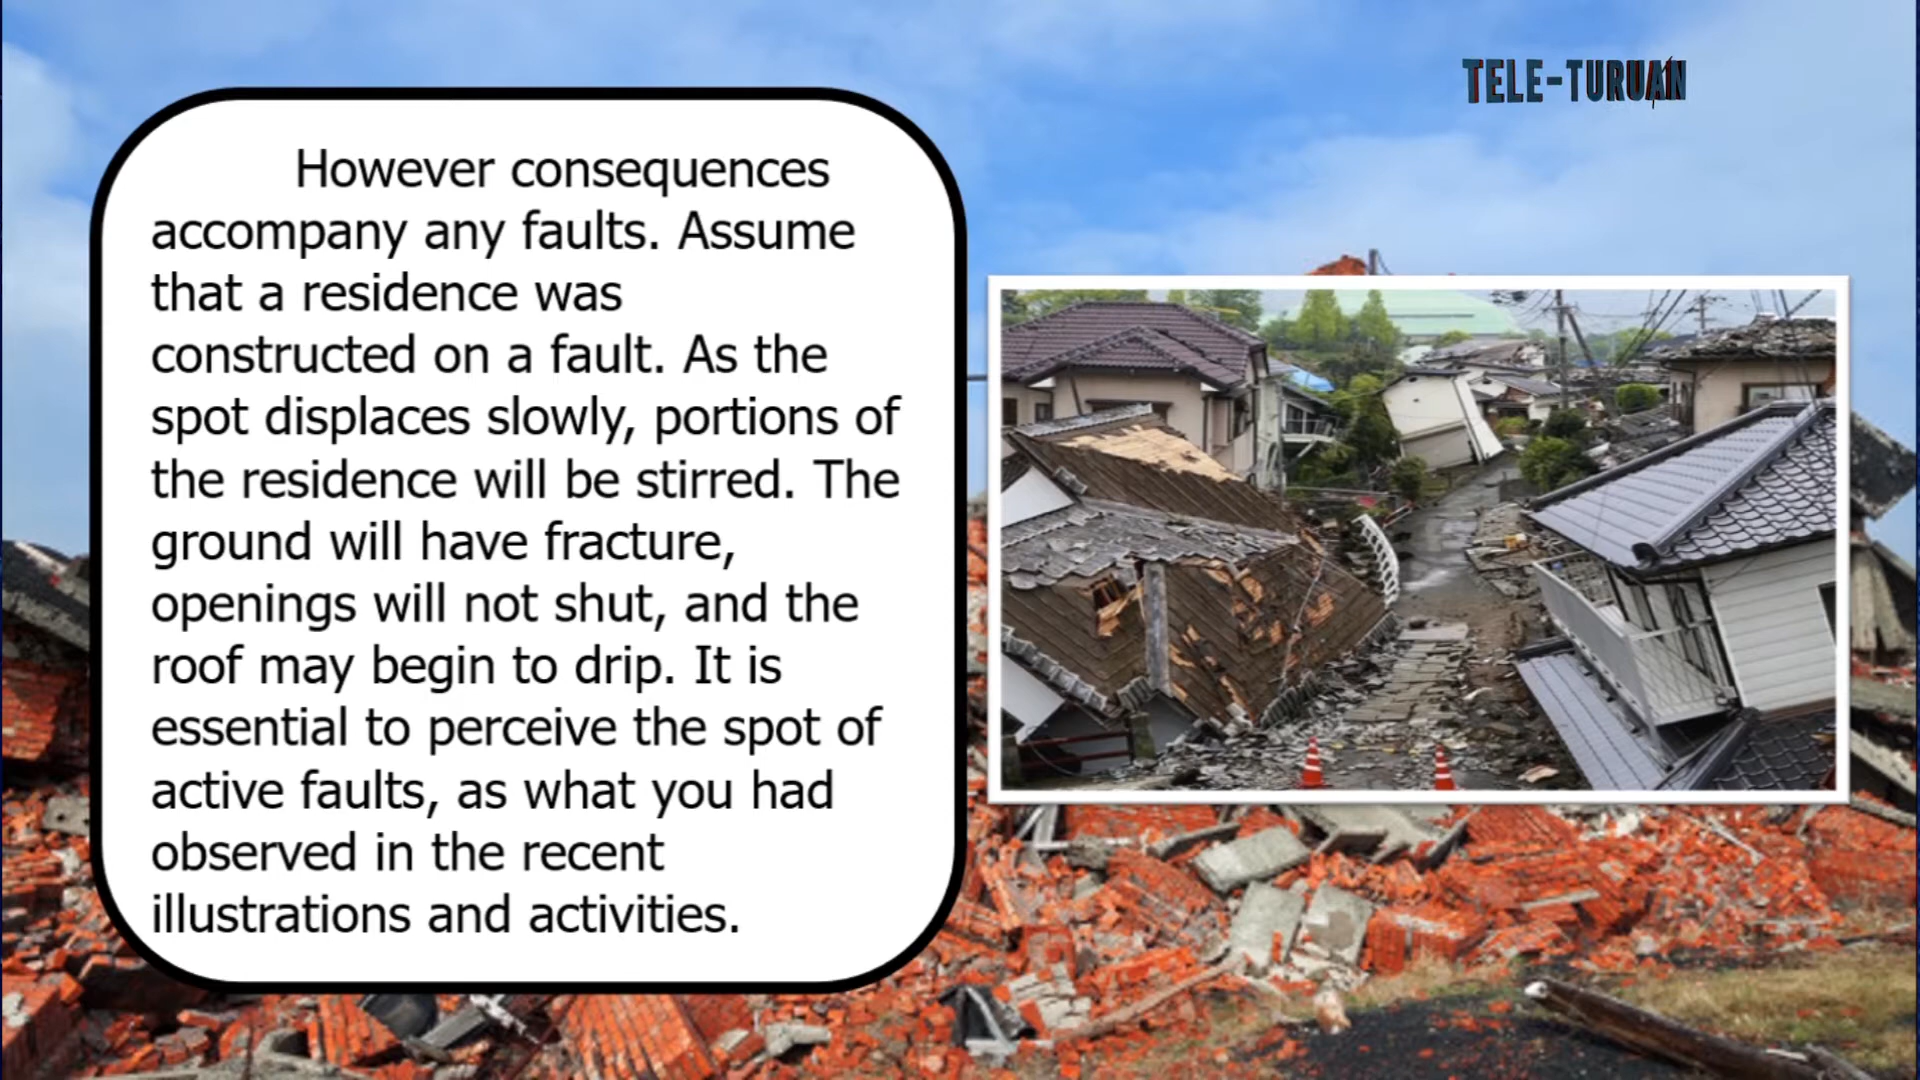 TELE-TURUAN
However consequences
accompany any faults. Assume
that a residence was
constructed on a fault. As the
spot displaces slowly, portions of
the residence will be stirred. The
ground will have fracture,
openings will not shut, and the
roof may begin to drip. It is
essential to perceive the spot of
active faults, as what you had
observed in the recent
illustrations and activities.